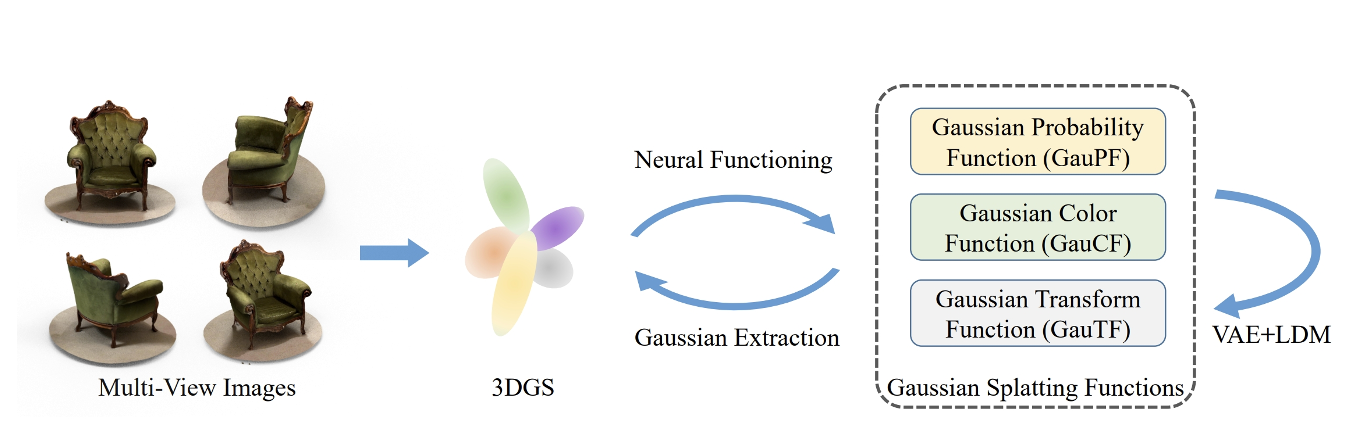 Multi-View Images
3DGS
Neural Functioning
Gaussian Extraction
Gaussian Probability
Function (GauPF)
Gaussian Color
Function (GauCF)
Gaussian Transform
Function (GauTF)
Gaussian Splatting Functions
VAE+LDM